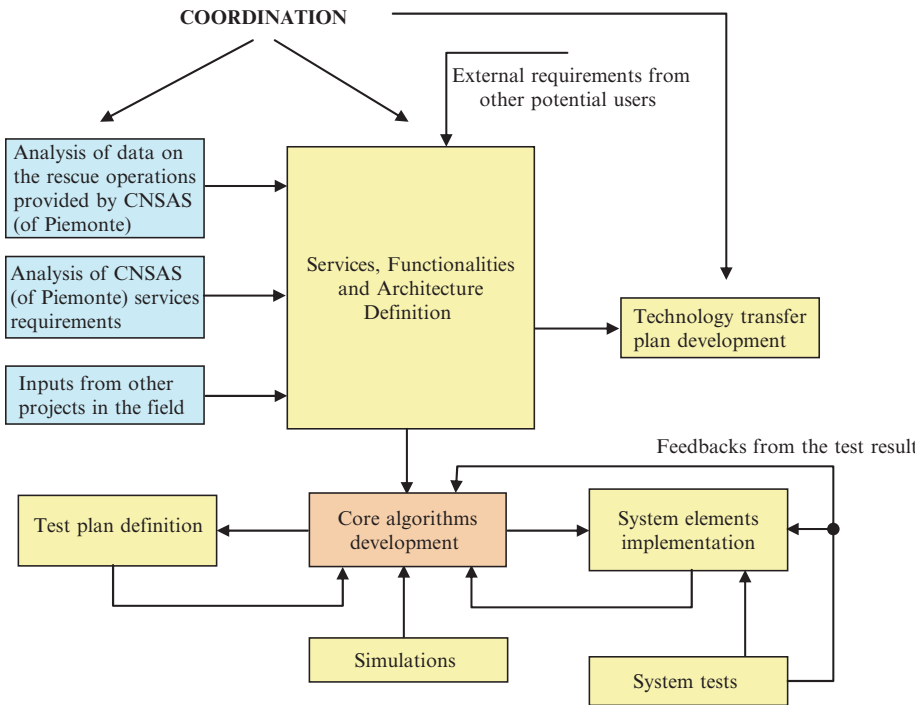 COORDINATION
External requirements from
other potential users
Analysis of data on
the rescue operations
provided by CNSAS
(of Piemonte)
Analysis of CNSAS
(of Piemonte) services
requirements
Inputs from other
projects in the field
Services, Functionalities
and Architecture
Definition
Technology transfer
plan development
Feedbacks from the test result
Test plan definition
Core algorithms
development
System elements
implementation
Simulations
System tests